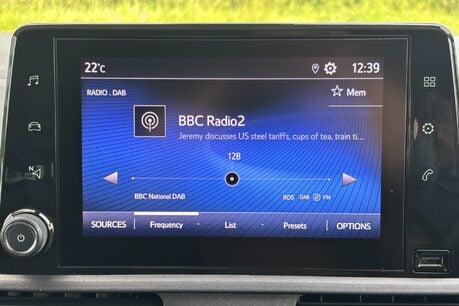 22°c 12:39
RADIO . DAB Mem
BBC Radio2
Jeremy discusses US steel tariffs, cups of tea, train ti...
12B
BBC National DAB RDS DAB FM
SOURCES Frequency List Presets OPTIONS
N